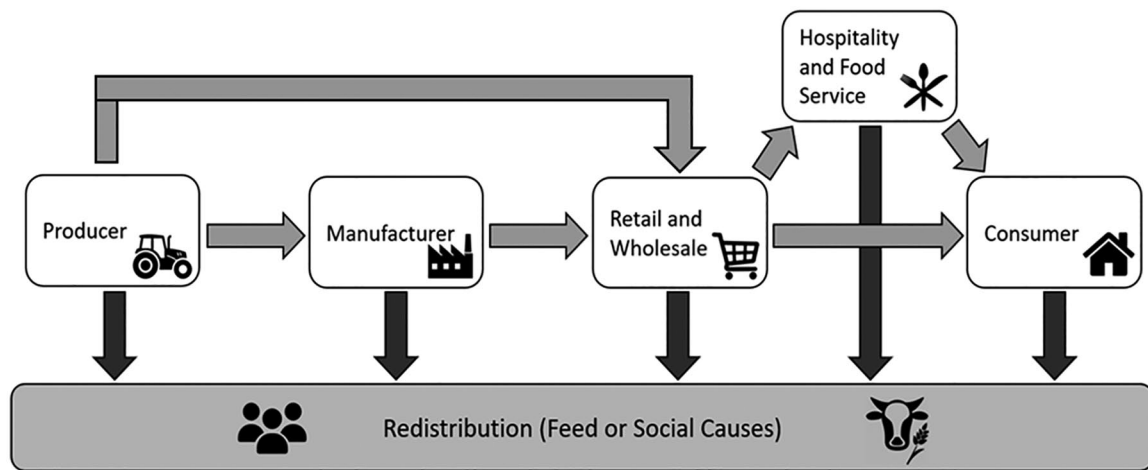 Hospitality
and Food
Service
Producer
Manufacturer
Retail and
Wholesale
Consumer
Redistribution (Feed or Social Causes)